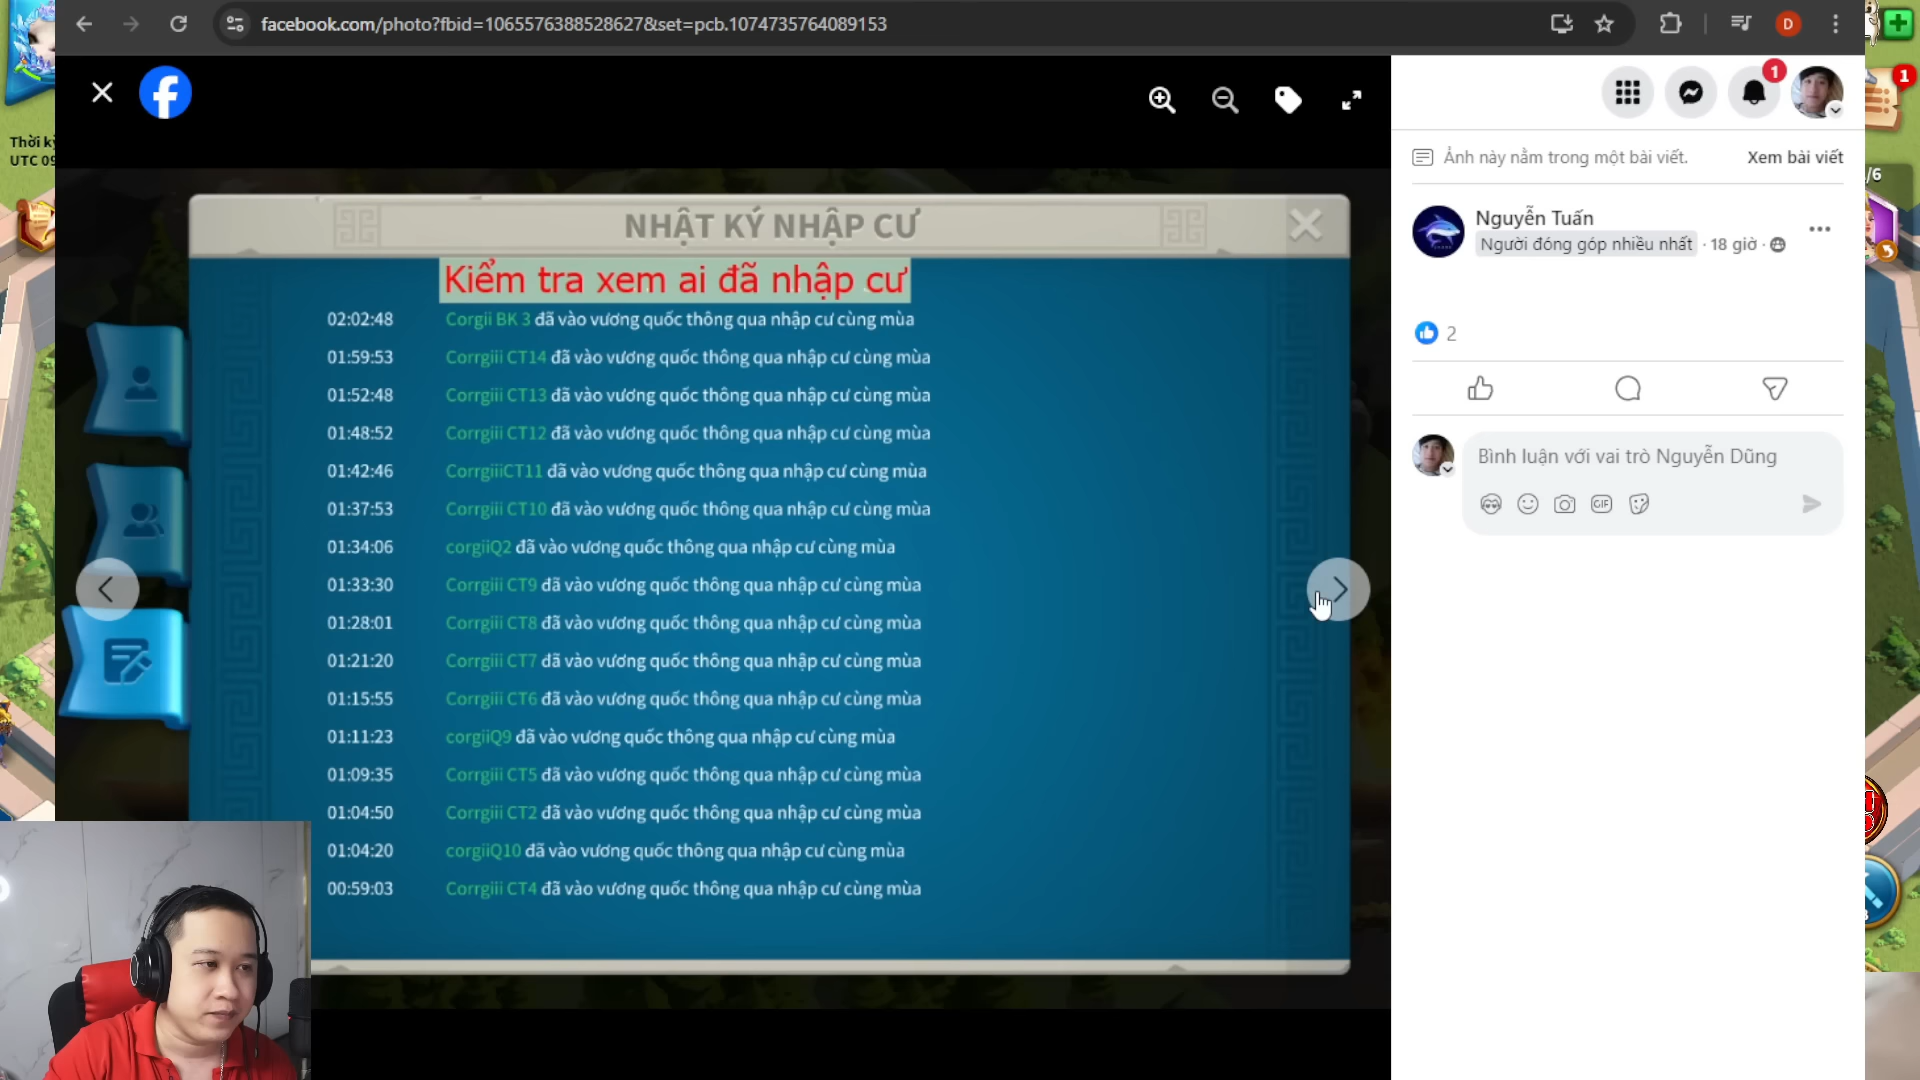 facebook.com/photo?fbid=1065576388528627&set=pcb.1074735764089153
D
1
1
Thời k
UTC 09
/6
Ảnh này nằm trong một bài viết.
Xem bài viết
Nguyễn Tuấn
Người đóng góp nhiều nhất · 18 giờ ·
2
Bình luận với vai trò Nguyễn Dũng
GIF
NHẬT KÝ NHẬP CƯ
Kiểm tra xem ai đã nhập cư
02:02:48 Corgii BK 3 đã vào vương quốc thông qua nhập cư cùng mùa
01:59:53 Corrgiii CT14 đã vào vương quốc thông qua nhập cư cùng mùa
01:52:48 Corrgiii CT13 đã vào vương quốc thông qua nhập cư cùng mùa
01:48:52 Corrgiii CT12 đã vào vương quốc thông qua nhập cư cùng mùa
01:42:46 CorrgiiiCT11 đã vào vương quốc thông qua nhập cư cùng mùa
01:37:53 Corrgiii CT10 đã vào vương quốc thông qua nhập cư cùng mùa
01:34:06 corgiiQ2 đã vào vương quốc thông qua nhập cư cùng mùa
01:33:30 Corrgiii CT9 đã vào vương quốc thông qua nhập cư cùng mùa
01:28:01 Corrgiii CT8 đã vào vương quốc thông qua nhập cư cùng mùa
01:21:20 Corrgiii CT7 đã vào vương quốc thông qua nhập cư cùng mùa
01:15:55 Corrgiii CT6 đã vào vương quốc thông qua nhập cư cùng mùa
01:11:23 corgiiQ9 đã vào vương quốc thông qua nhập cư cùng mùa
01:09:35 Corrgiii CT5 đã vào vương quốc thông qua nhập cư cùng mùa
01:04:50 Corrgiii CT2 đã vào vương quốc thông qua nhập cư cùng mùa
01:04:20 corgiiQ10 đã vào vương quốc thông qua nhập cư cùng mùa
00:59:03 Corrgiii CT4 đã vào vương quốc thông qua nhập cư cùng mùa